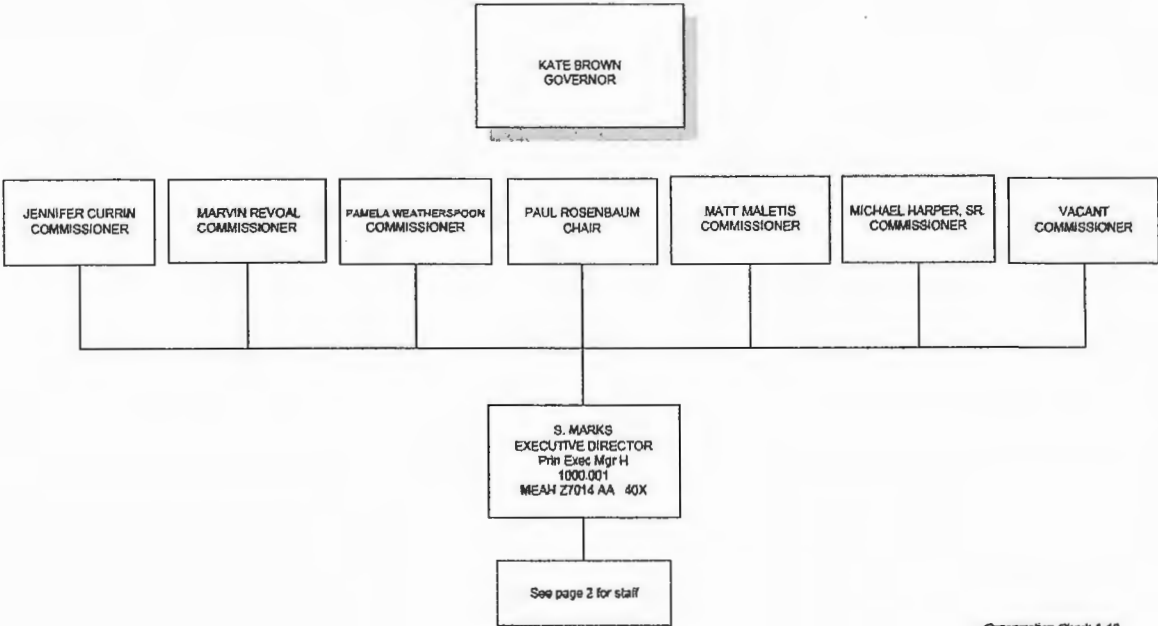 KATE BROWN
GOVERNOR
JENNIFER CURRIN
COMMISSIONER
MARVIN REVOAL
COMMISSIONER
PAMELA WEATHERSPOON
COMMISSIONER
PAUL ROSENBAUM
CHAIR
MATT MALETIS
COMMISSIONER
MICHAEL HARPER, SR.
COMMISSIONER
VACANT
COMMISSIONER
S. MARKS
EXECUTIVE DIRECTOR
Prin Exec Mgr H
1000.001
MEAH Z7014 AA 40X
See page 2 for staff